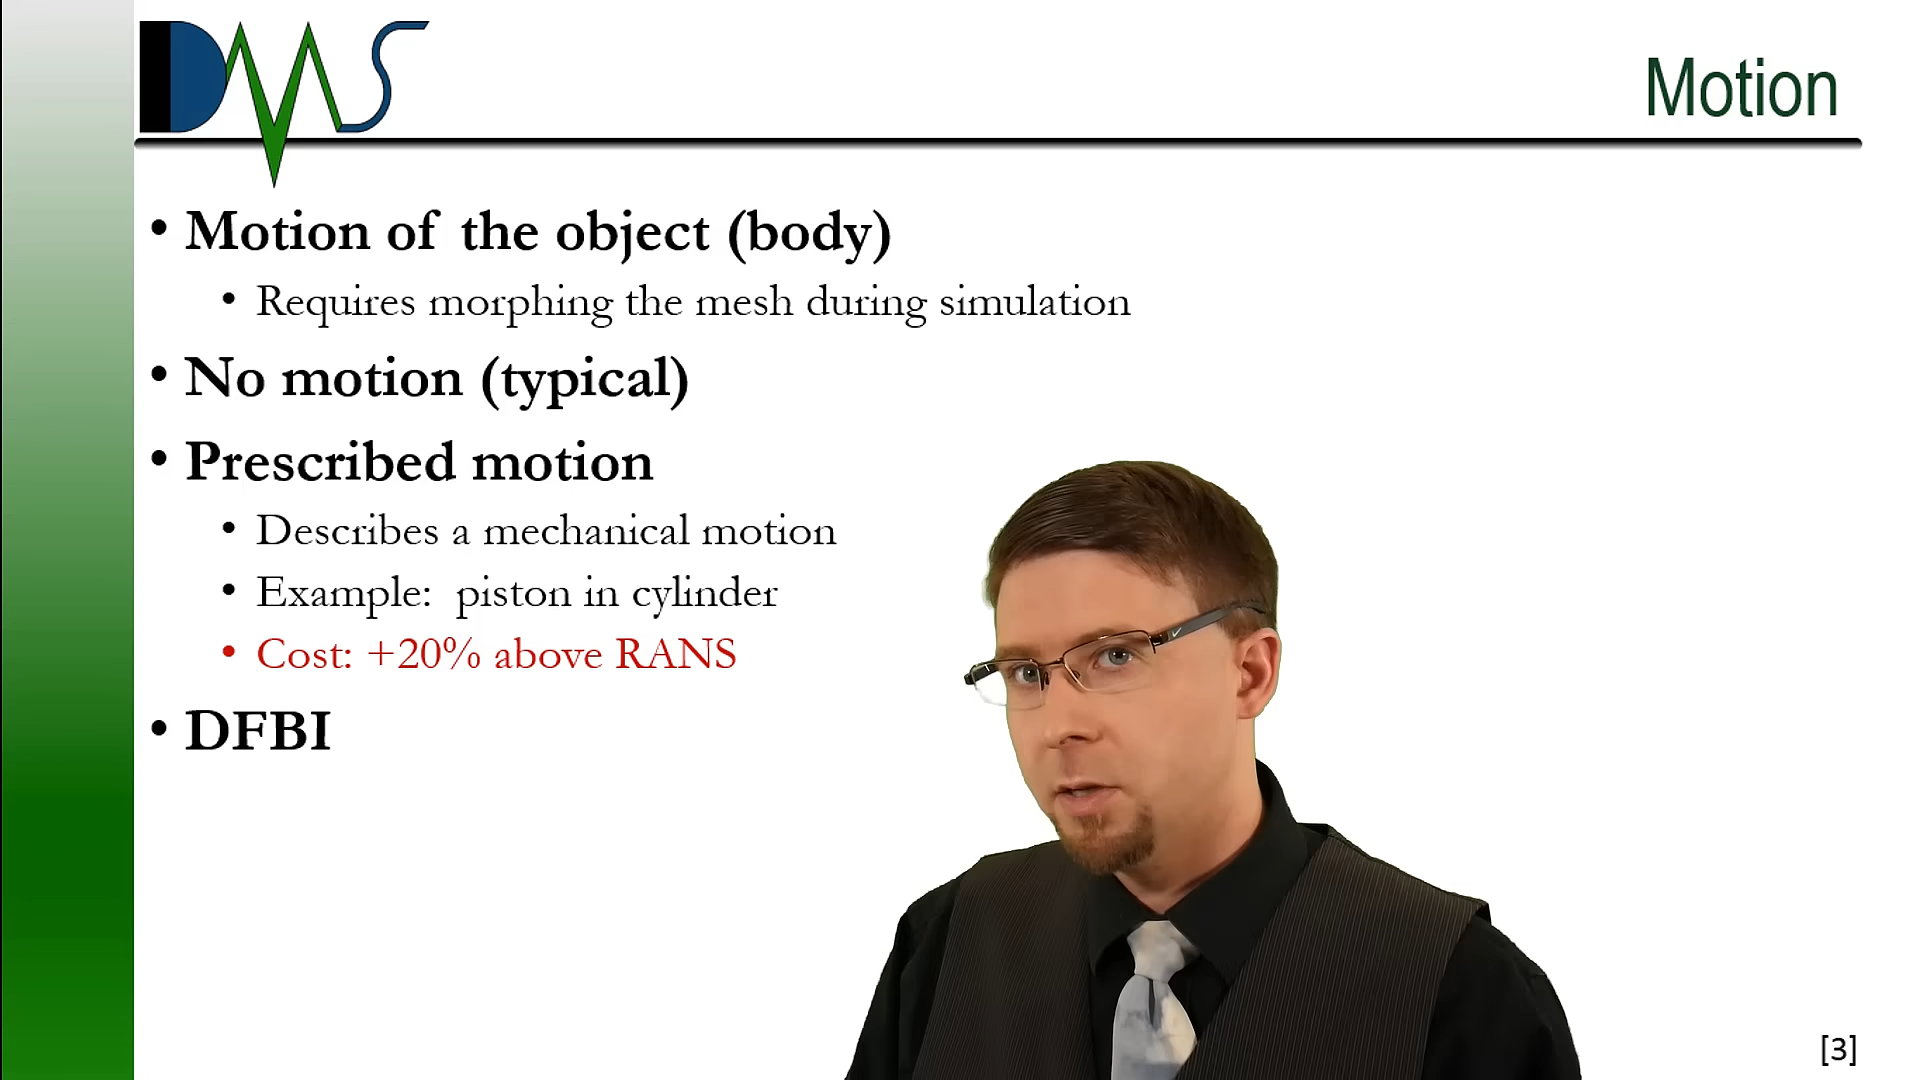 DMS
Motion
• Motion of the object (body)
• Requires morphing the mesh during simulation
• No motion (typical)
• Prescribed motion
• Describes a mechanical motion
• Example: piston in cylinder
• Cost: +20% above RANS
• DFBI
[3]